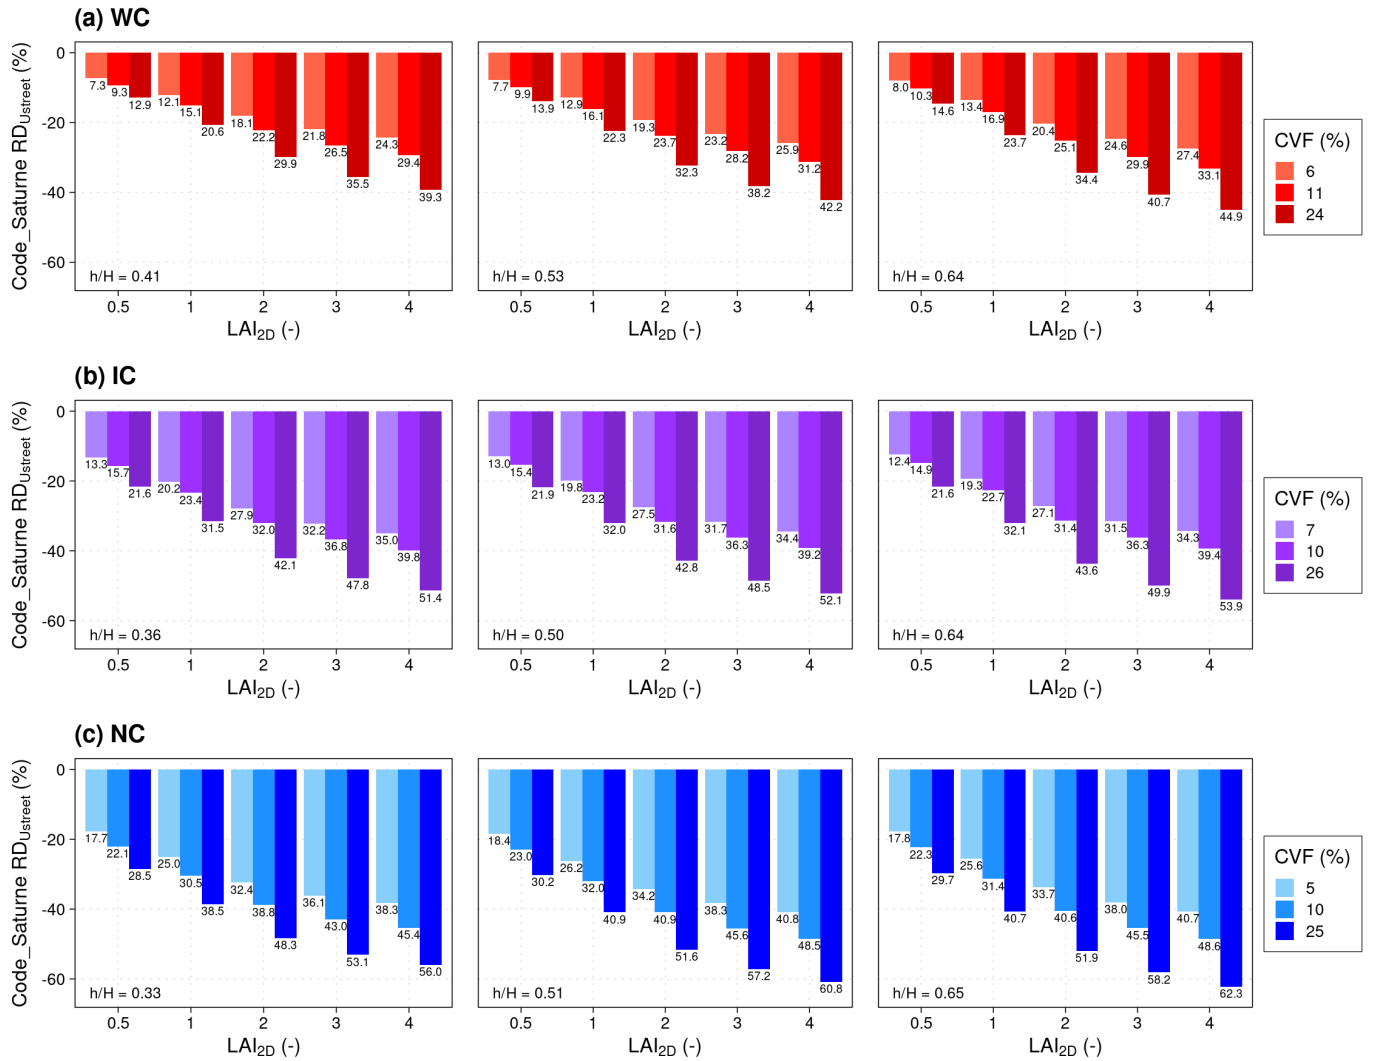 (a) WC
Code_Saturne RD_Ustreet (%)
0
-20
-40
-60
7.3 9.3 12.9 12.1 15.1 20.6 18.1 22.2 29.9 21.8 26.5 35.5 24.3 29.4 39.3
h/H = 0.41
0.5 1 2 3 4
LAI2D (-)
7.7 9.9 13.9 12.9 16.1 22.3 19.3 23.7 32.3 23.2 28.2 38.2 25.9 31.2 42.2
h/H = 0.53
0.5 1 2 3 4
LAI2D (-)
8.0 10.3 14.6 13.4 16.9 23.7 20.4 25.1 34.4 24.6 29.9 40.7 27.4 33.1 44.9
h/H = 0.64
0.5 1 2 3 4
LAI2D (-)
CVF (%)
6
11
24
(b) IC
Code_Saturne RD_Ustreet (%)
0
-20
-40
-60
13.3 15.7 21.6 20.2 23.4 31.5 27.9 32.0 42.1 32.2 36.8 47.8 35.0 39.8 51.4
h/H = 0.36
0.5 1 2 3 4
LAI2D (-)
13.0 15.4 21.9 19.8 23.2 32.0 27.5 31.6 42.8 31.7 36.3 48.5 34.4 39.2 52.1
h/H = 0.50
0.5 1 2 3 4
LAI2D (-)
12.4 14.9 21.6 19.3 22.7 32.1 27.1 31.4 43.6 31.5 36.3 49.9 34.3 39.4 53.9
h/H = 0.64
0.5 1 2 3 4
LAI2D (-)
CVF (%)
7
10
26
(c) NC
Code_Saturne RD_Ustreet (%)
0
-20
-40
-60
17.7 22.1 28.5 25.0 30.5 38.5 32.4 38.8 48.3 36.1 43.0 53.1 38.3 45.4 56.0
h/H = 0.33
0.5 1 2 3 4
LAI2D (-)
18.4 23.0 30.2 26.2 32.0 40.9 34.2 40.9 51.6 38.3 45.6 57.2 40.8 48.5 60.8
h/H = 0.51
0.5 1 2 3 4
LAI2D (-)
17.8 22.3 29.7 25.6 31.4 40.7 33.7 40.6 51.9 38.0 45.5 58.2 40.7 48.6 62.3
h/H = 0.65
0.5 1 2 3 4
LAI2D (-)
CVF (%)
5
10
25